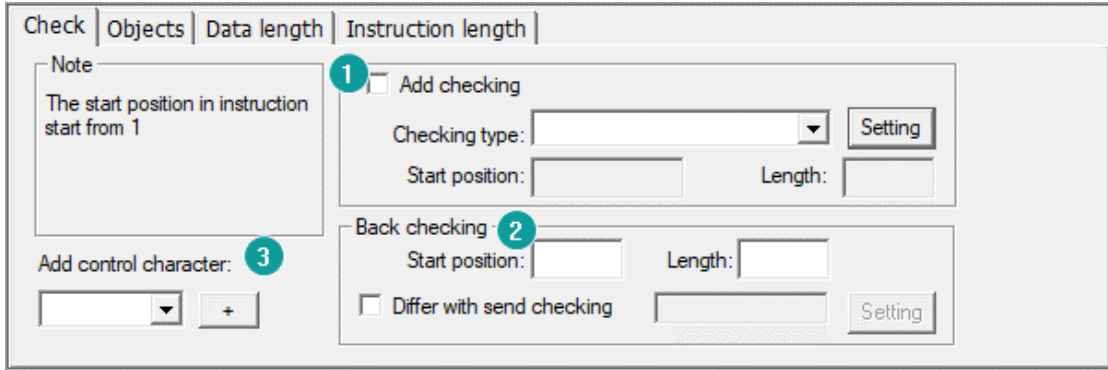 Check Objects Data length Instruction length
Note
The start position in instruction
start from 1
1 Add checking
Checking type: Setting
Start position: Length:
Back checking 2
Start position: Length:
Differ with send checking Setting
Add control character: 3
+